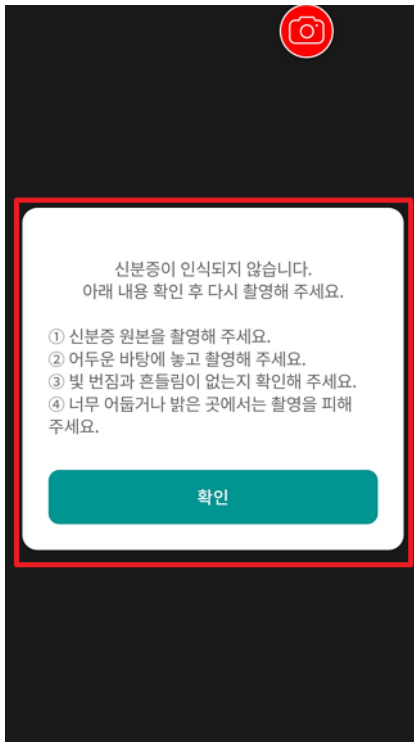 신분증이 인식되지 않습니다.
아래 내용 확인 후 다시 촬영해 주세요.
① 신분증 원본을 촬영해 주세요.
② 어두운 바탕에 놓고 촬영해 주세요.
③ 빛 번짐과 흔들림이 없는지 확인해 주세요.
④ 너무 어둡거나 밝은 곳에서는 촬영을 피해
주세요.
확인